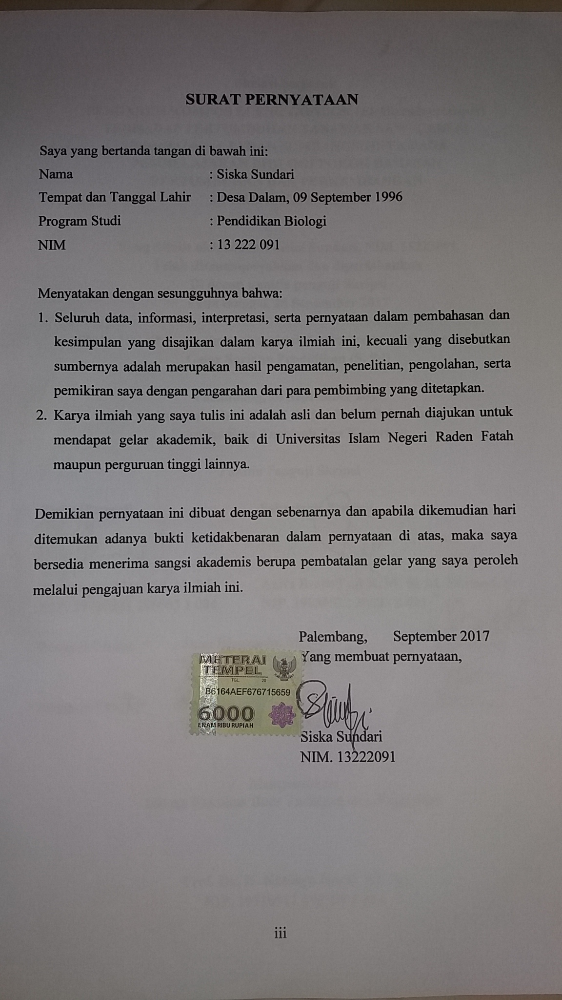 SURAT PERNYATAAN
Saya yang bertanda tangan di bawah ini:
Nama : Siska Sundari
Tempat dan Tanggal Lahir : Desa Dalam, 09 September 1996
Program Studi : Pendidikan Biologi
NIM : 13 222 091
Menyatakan dengan sesungguhnya bahwa:
1. Seluruh data, informasi, interpretasi, serta pernyataan dalam pembahasan dan
kesimpulan yang disajikan dalam karya ilmiah ini, kecuali yang disebutkan
sumbernya adalah merupakan hasil pengamatan, penelitian, pengolahan, serta
pemikiran saya dengan pengarahan dari para pembimbing yang ditetapkan.
2. Karya ilmiah yang saya tulis ini adalah asli dan belum pernah diajukan untuk
mendapat gelar akademik, baik di Universitas Islam Negeri Raden Fatah
maupun perguruan tinggi lainnya.
Demikian pernyataan ini dibuat dengan sebenarnya dan apabila dikemudian hari
ditemukan adanya bukti ketidakbenaran dalam pernyataan di atas, maka saya
bersedia menerima sangsi akademis berupa pembatalan gelar yang saya peroleh
melalui pengajuan karya ilmiah ini.
Palembang, September 2017
Yang membuat pernyataan,
METERAI
TEMPEL
TGL. 20
B6164AEF676715659
6000
ENAM RIBU RUPIAH
Siska Sundari
NIM. 13222091
iii